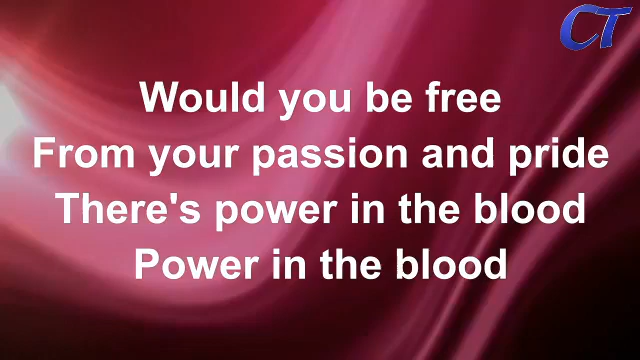 CT
Would you be free
From your passion and pride
There's power in the blood
Power in the blood